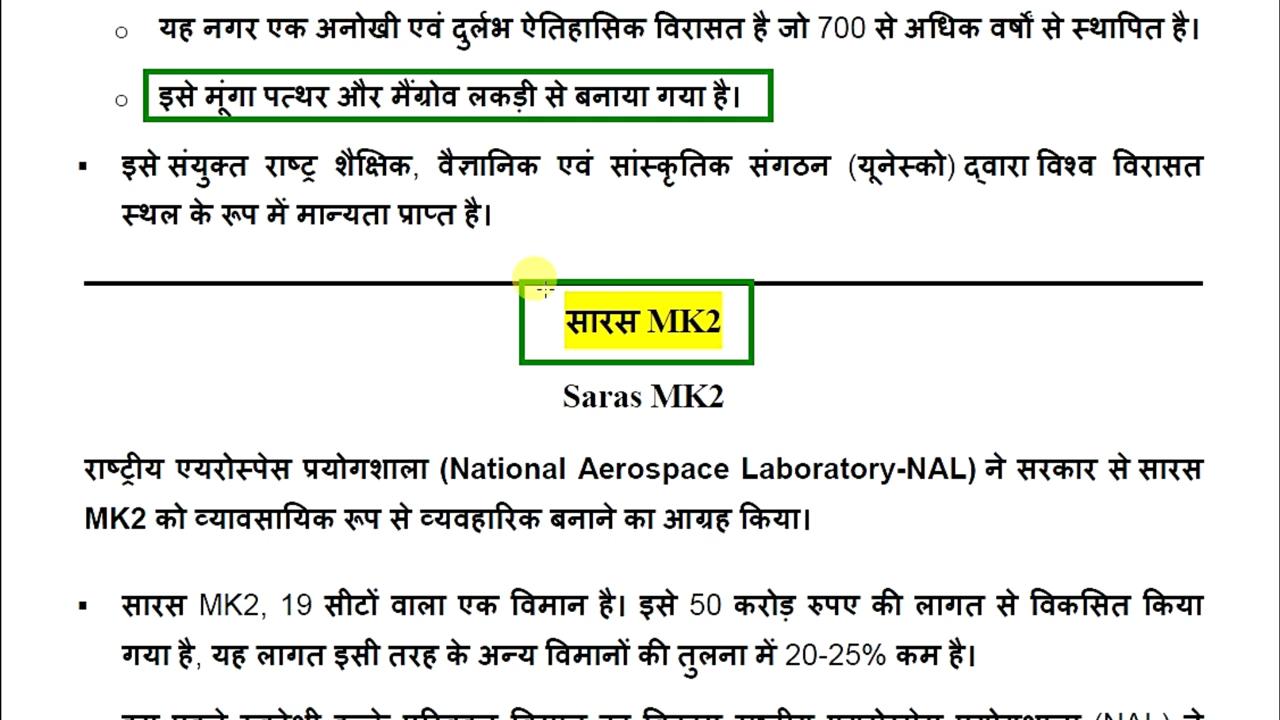 यह नगर एक अनोखी एवं दुर्लभ ऐतिहासिक विरासत है जो 700 से अधिक वर्षों से स्थापित है।
इसे मूंगा पत्थर और मैंग्रोव लकड़ी से बनाया गया है।
इसे संयुक्त राष्ट्र शैक्षिक, वैज्ञानिक एवं सांस्कृतिक संगठन (यूनेस्को) द्वारा विश्व विरासत
स्थल के रूप में मान्यता प्राप्त है।
सारस MK2
Saras MK2
राष्ट्रीय एयरोस्पेस प्रयोगशाला (National Aerospace Laboratory-NAL) ने सरकार से सारस
MK2 को व्यावसायिक रूप से व्यवहारिक बनाने का आग्रह किया।
सारस MK2, 19 सीटों वाला एक विमान है। इसे 50 करोड़ रुपए की लागत से विकसित किया
गया है, यह लागत इसी तरह के अन्य विमानों की तुलना में 20-25% कम है।
(NAL) ने